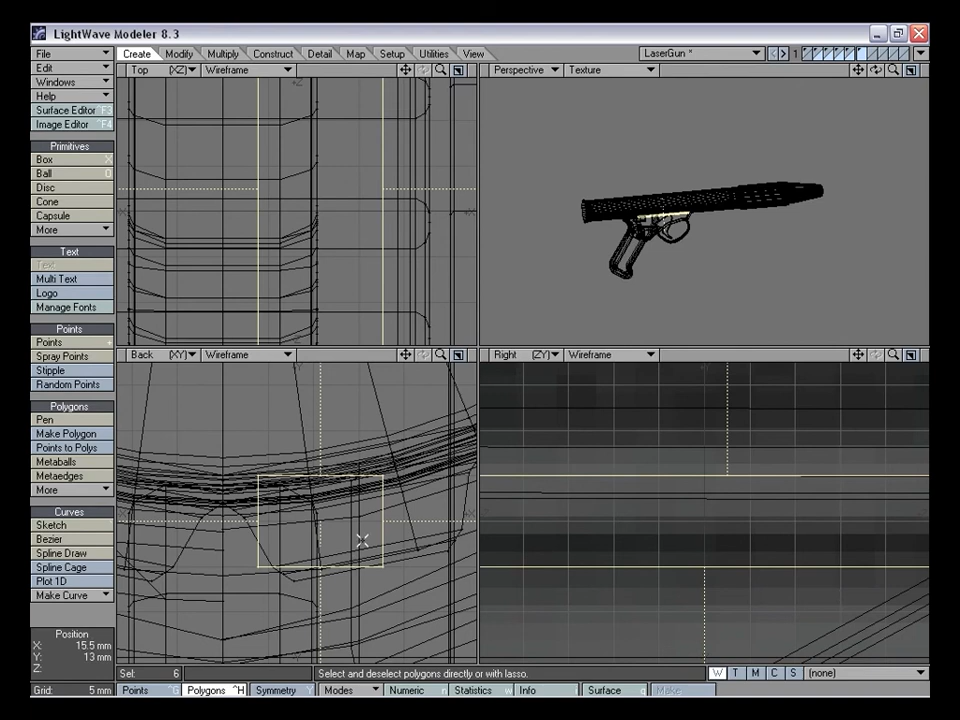 LightWave Modeler 8.3
File
Create Modify Multiply Construct Detail Map Setup Utilities View
LaserGun *
1
Edit
Top (XZ) Wireframe
Perspective Texture
Windows
Help
Surface Editor F3
Image Editor ^F4
Primitives
Box X
Ball O
Disc
Cone
Capsule
More
Text
Text
Multi Text
Logo
Manage Fonts
Points
Points +
Back (XY) Wireframe
Right (ZY) Wireframe
Spray Points
Stipple
Random Points
Polygons
Pen
Make Polygon
Points to Polys
Metaballs
Metaedges
More
Curves
Sketch
Bezier
Spline Draw
Spline Cage
Plot 1D
Make Curve
Position
X: 15.5 mm
Y: 13 mm
Z:
Sel: 6
Select and deselect polygons directly or with lasso.
W T M C S (none)
Grid: 5 mm
Points ^G Polygons ^H Symmetry Modes Numeric n Statistics w Info i Surface q Make